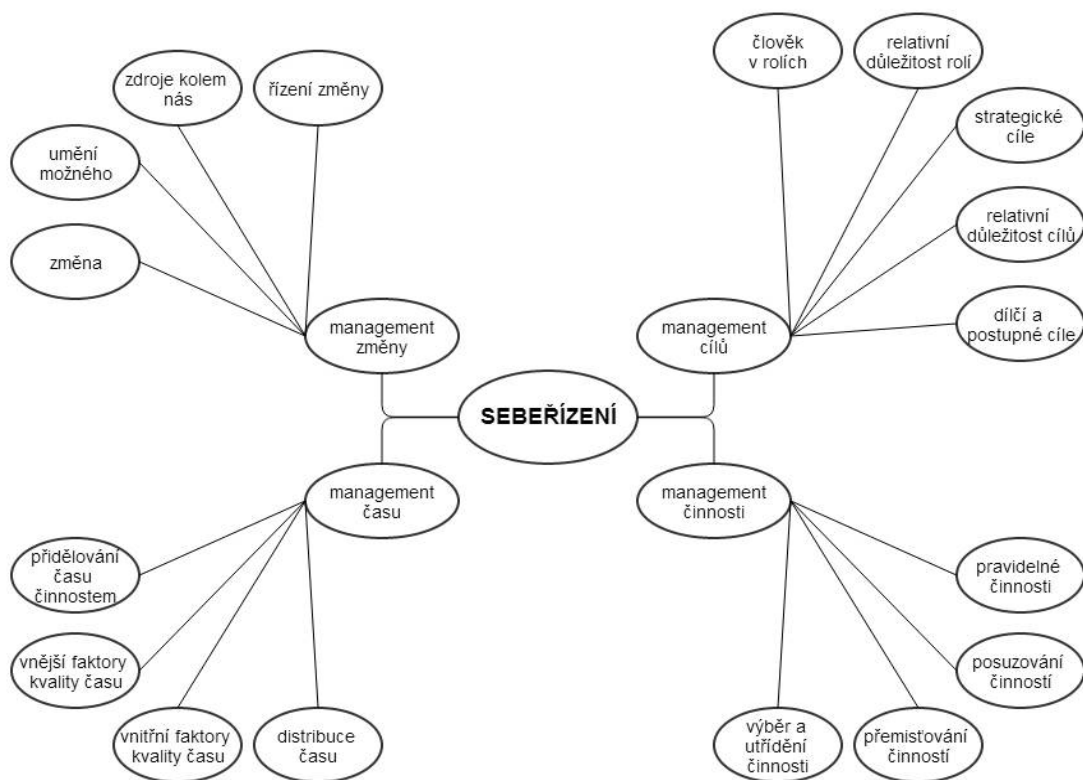 člověk
v rolích
relativní
důležitost rolí
zdroje kolem
nás
řízení změny
strategické
cíle
umění
možného
relativní
důležitost cílů
změna
dílčí a
postupné cíle
management
změny
management
cílů
SEBEŘÍZENÍ
management
času
management
činnosti
přidělování
času
činnostem
pravidelné
činnosti
vnější faktory
kvality času
posuzování
činností
vnitřní faktory
kvality času
distribuce
času
výběr a
utřídění
činnosti
přemisťování
činností